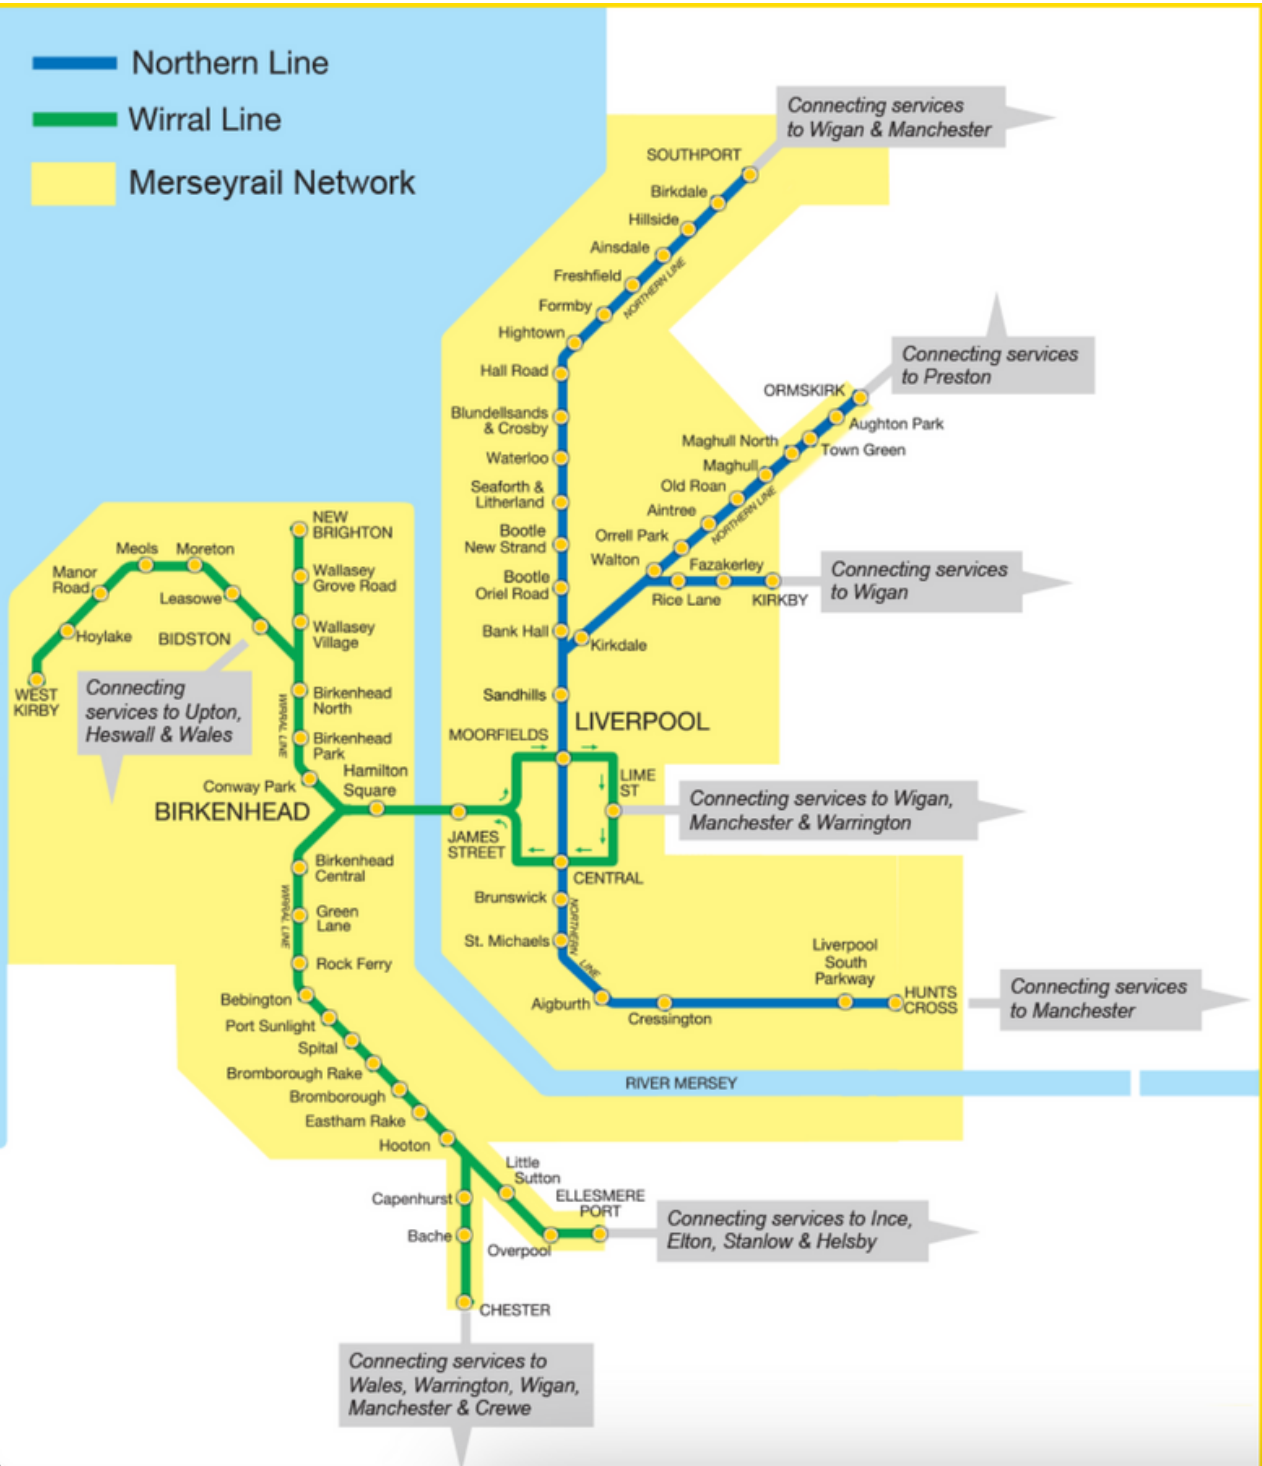 Northern Line
Wirral Line
Merseyrail Network
Connecting services
to Wigan & Manchester
SOUTHPORT
Birkdale
Hillside
Ainsdale
Freshfield
NORTHERN LINE
Formby
Hightown
Hall Road
Blundellsands
& Crosby
Waterloo
Seaforth &
Litherland
Bootle
New Strand
Bootle
Oriel Road
Bank Hall
Sandhills
Connecting services
to Preston
ORMSKIRK
Aughton Park
Town Green
Maghull North
Maghull
Old Roan
NORTHERN LINE
Aintree
Orrell Park
Walton
Fazakerley
Rice Lane
KIRKBY
Kirkdale
Connecting services
to Wigan
NEW
BRIGHTON
Wallasey
Grove Road
Wallasey
Village
Meols
Moreton
Manor
Road
Leasowe
Hoylake
BIDSTON
WEST
KIRBY
Connecting
services to Upton,
Heswall & Wales
Birkenhead
North
WIRRAL LINE
Birkenhead
Park
Conway Park
Hamilton
Square
BIRKENHEAD
LIVERPOOL
MOORFIELDS
LIME
ST
JAMES
STREET
CENTRAL
Connecting services to Wigan,
Manchester & Warrington
Birkenhead
Central
WIRRAL LINE
Green
Lane
Rock Ferry
Bebington
Port Sunlight
Spital
Bromborough Rake
Bromborough
Eastham Rake
Hooton
Brunswick
NORTHERN LINE
St. Michaels
Aigburth
Cressington
Liverpool
South
Parkway
HUNTS
CROSS
Connecting services
to Manchester
RIVER MERSEY
Little
Sutton
ELLESMERE
PORT
Overpool
Capenhurst
Bache
CHESTER
Connecting services to Ince,
Elton, Stanlow & Helsby
Connecting services to
Wales, Warrington, Wigan,
Manchester & Crewe